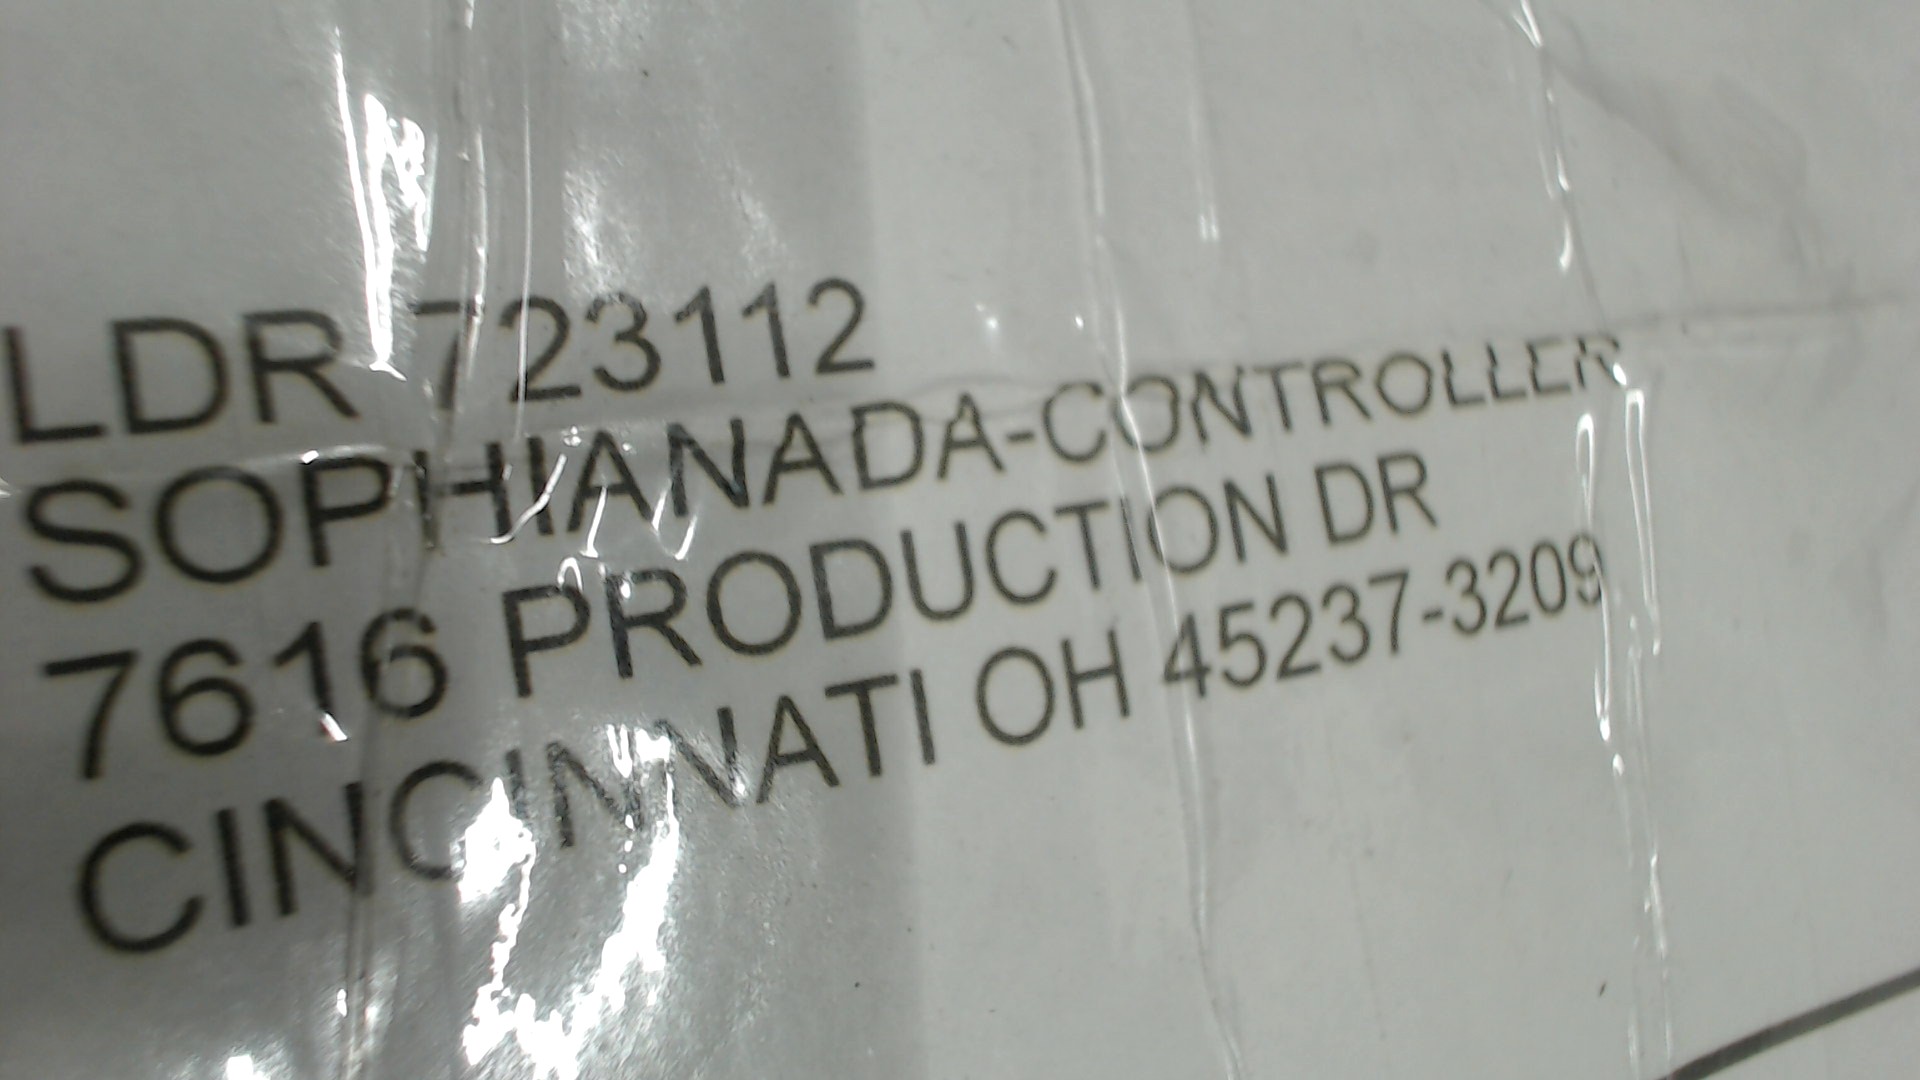 LDR 723112
SOPHIANADA-CONTROLLER
7616 PRODUCTION DR
CINCINNATI OH 45237-3209